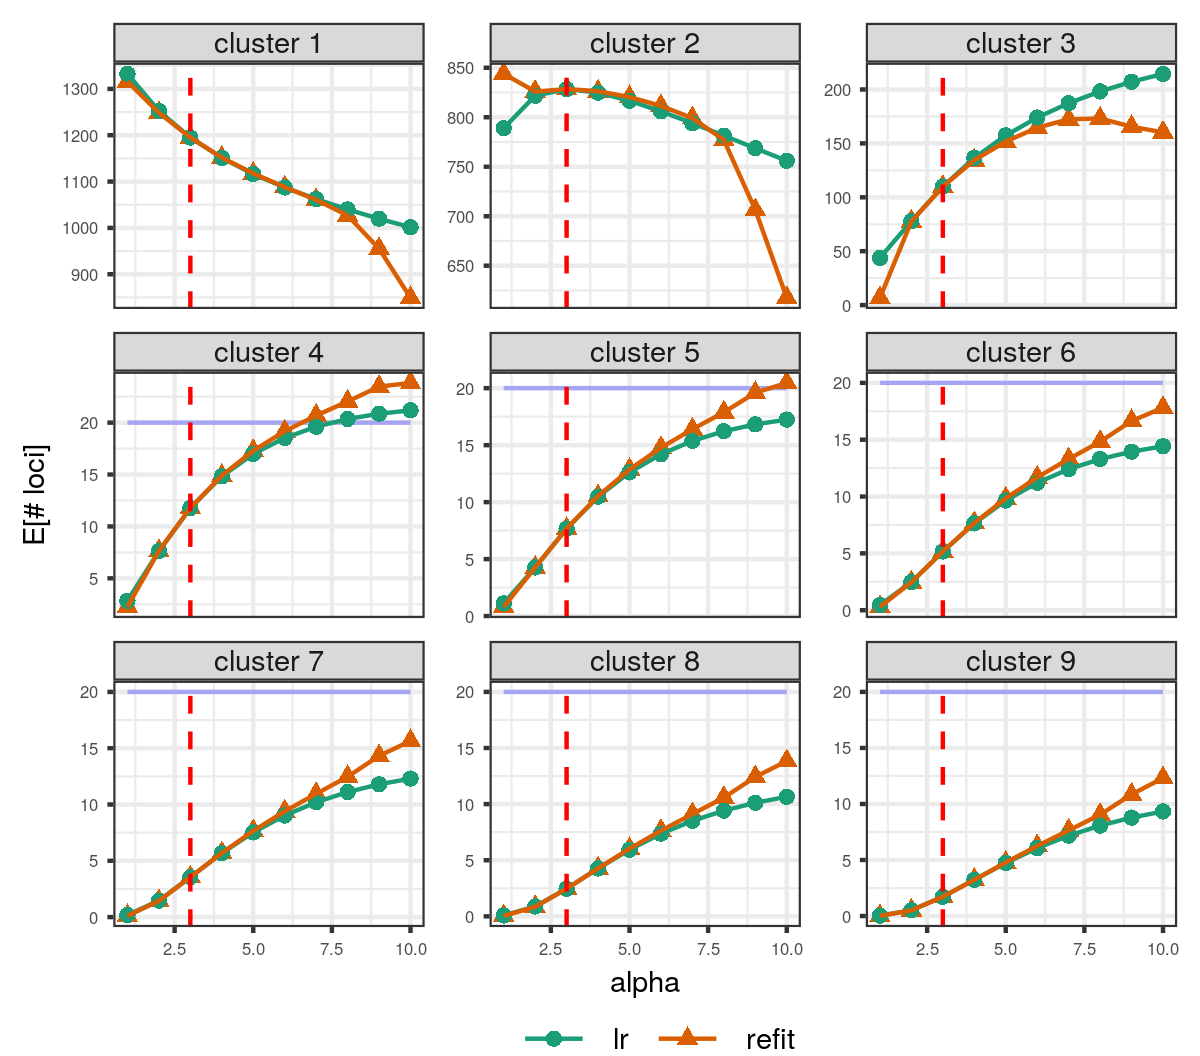 cluster 1 cluster 2 cluster 3
1300 850 200
1200 800 150
1100 750 100
1000 700 50
900 650 0
cluster 4 cluster 5 cluster 6
20 20 20
15 15 15
10 10 10
5 5 5
0 0
E[# loci]
cluster 7 cluster 8 cluster 9
20 20 20
15 15 15
10 10 10
5 5 5
0 0 0
2.5 5.0 7.5 10.0 2.5 5.0 7.5 10.0 2.5 5.0 7.5 10.0
alpha
lr refit